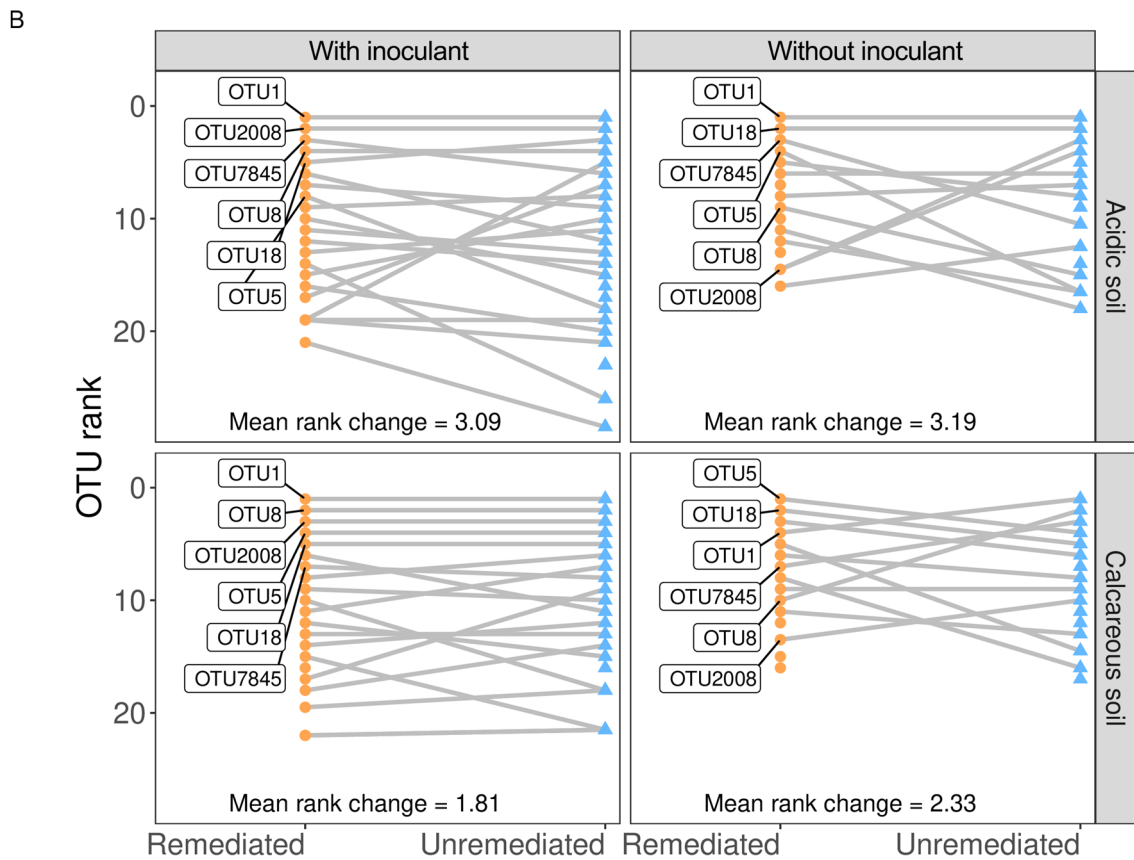 B
With inoculant
Without inoculant
OTU rank
0
10
20
OTU1
OTU2008
OTU7845
OTU8
OTU18
OTU5
Mean rank change = 3.09
OTU1
OTU18
OTU7845
OTU5
OTU8
OTU2008
Mean rank change = 3.19
Acidic soil
0
10
20
OTU1
OTU8
OTU2008
OTU5
OTU18
OTU7845
Mean rank change = 1.81
OTU5
OTU18
OTU1
OTU7845
OTU8
OTU2008
Mean rank change = 2.33
Calcareous soil
Remediated
Unremediated
Remediated
Unremediated